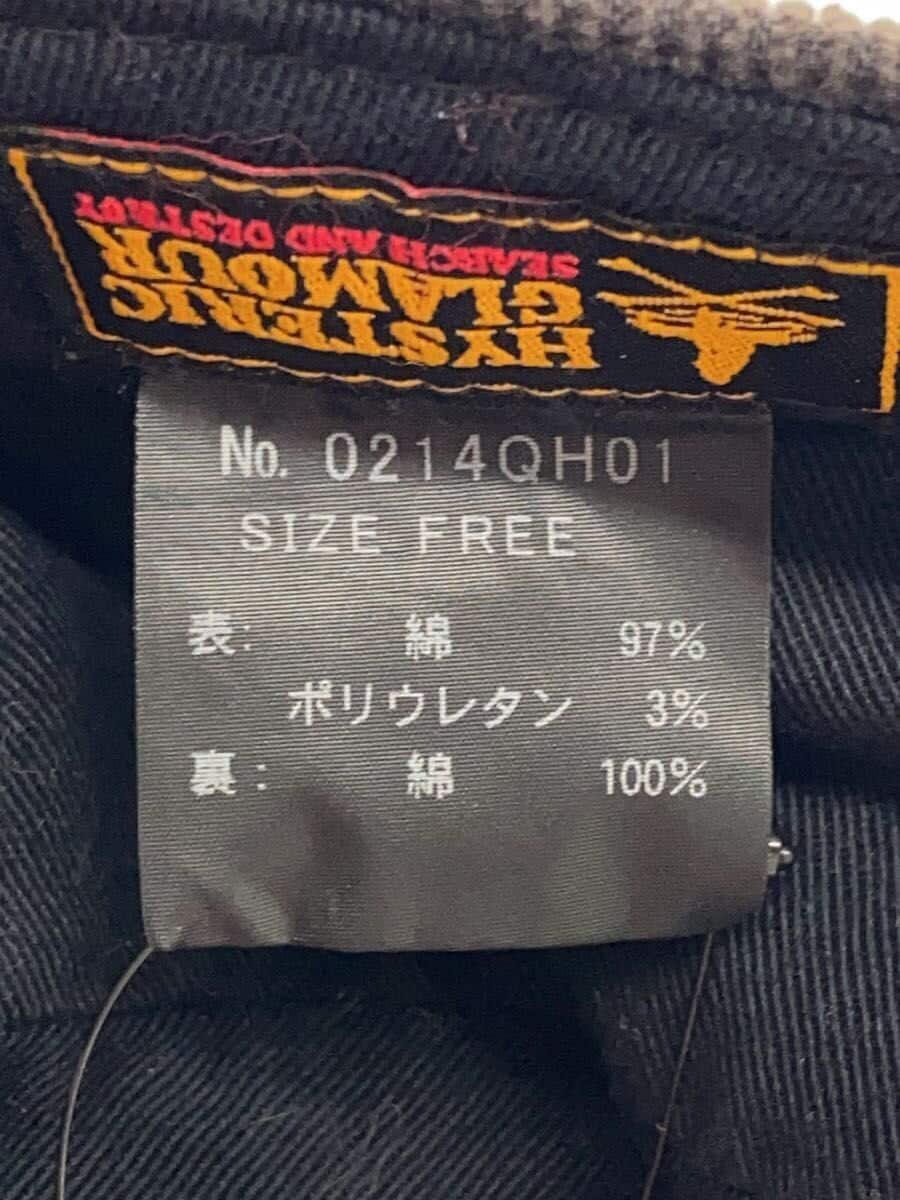 HYSTERIC
GLAMOUR
SEARCH AND DESTROY
No. 0214QH01
SIZE FREE
表: 綿 97%
ポリウレタン 3%
裏: 綿 100%